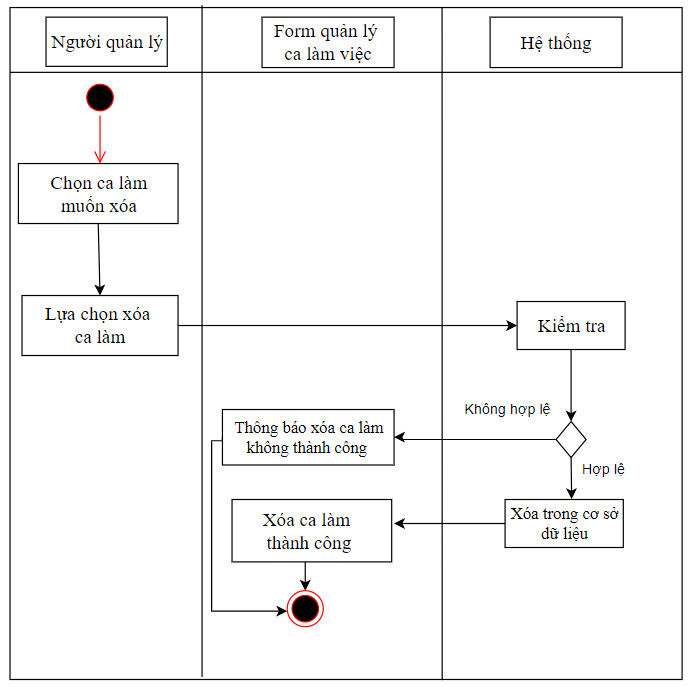 Người quản lý
Form quản lý
ca làm việc
Hệ thống
Chọn ca làm
muốn xóa
Lựa chọn xóa
ca làm
Kiểm tra
Không hợp lệ
Thông báo xóa ca làm
không thành công
Hợp lệ
Xóa trong cơ sở
dữ liệu
Xóa ca làm
thành công